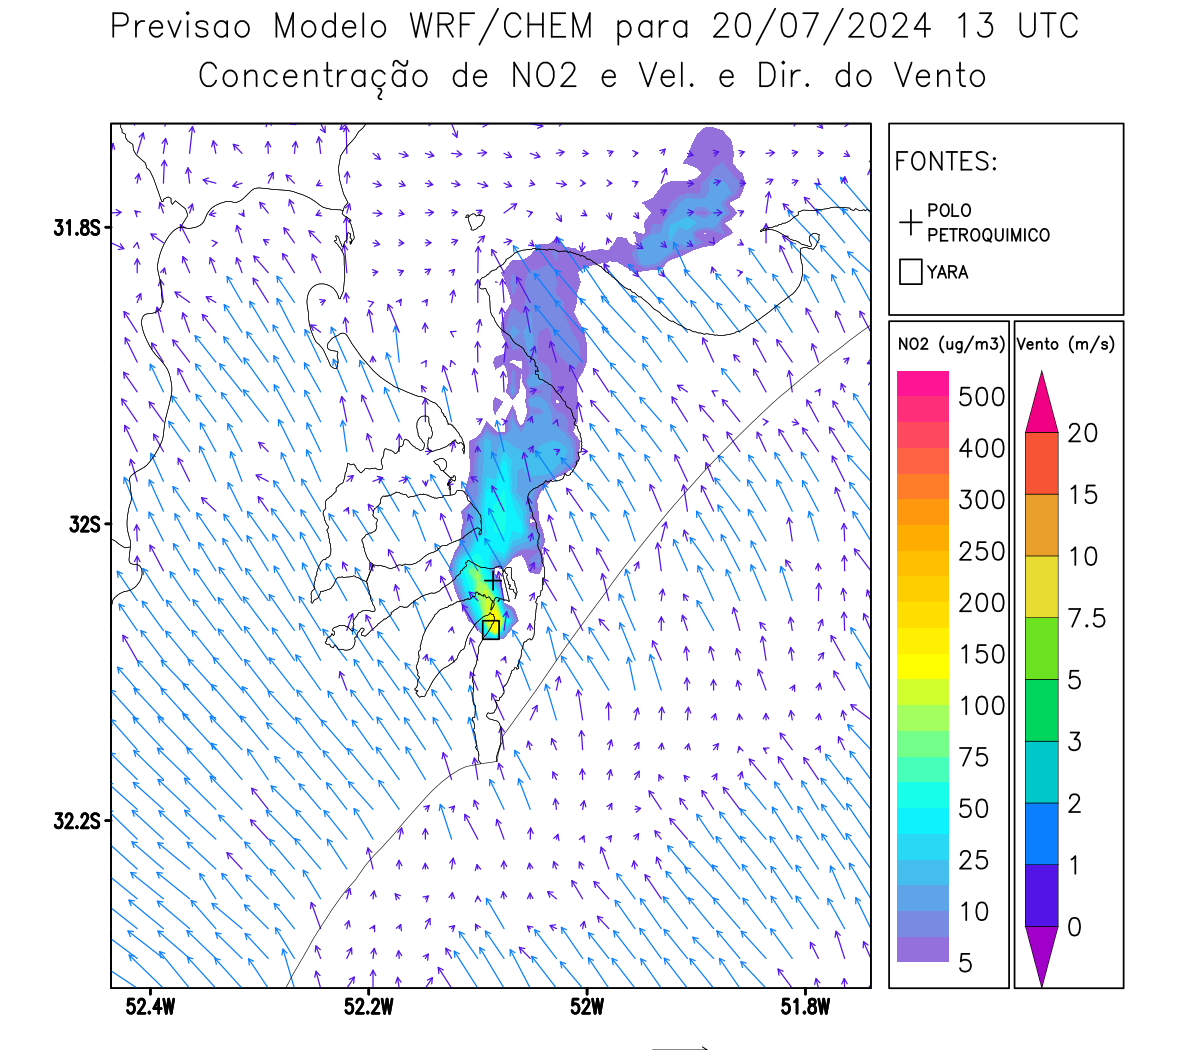 Previsao Modelo WRF/CHEM para 20/07/2024 13 UTC
Concentração de NO2 e Vel. e Dir. do Vento
FONTES:
POLO
PETROQUIMICO
YARA
NO2 (ug/m3)
500
400
300
250
200
150
100
75
50
25
10
5
Vento (m/s)
20
15
10
7.5
5
3
2
1
0
31.8S
32S
32.2S
52.4W
52.2W
52W
51.8W